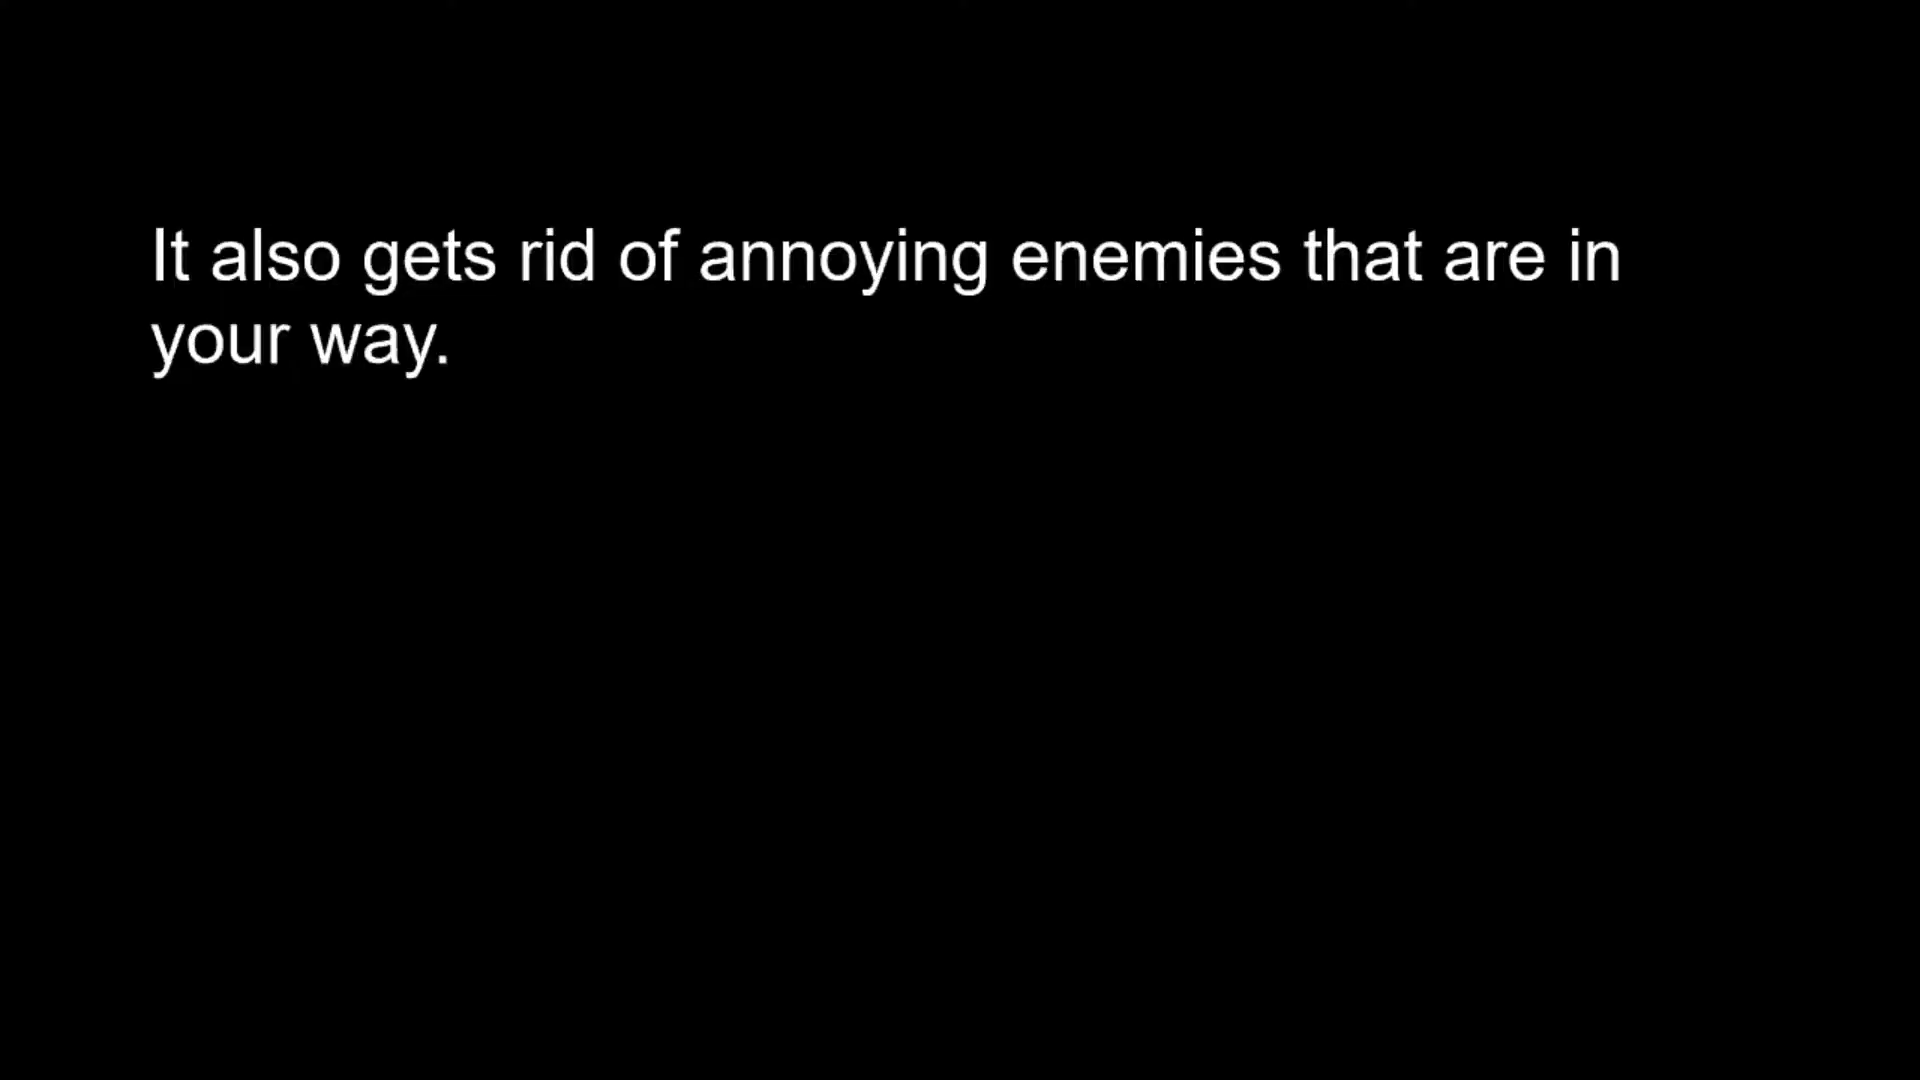 It also gets rid of annoying enemies that are in
your way.